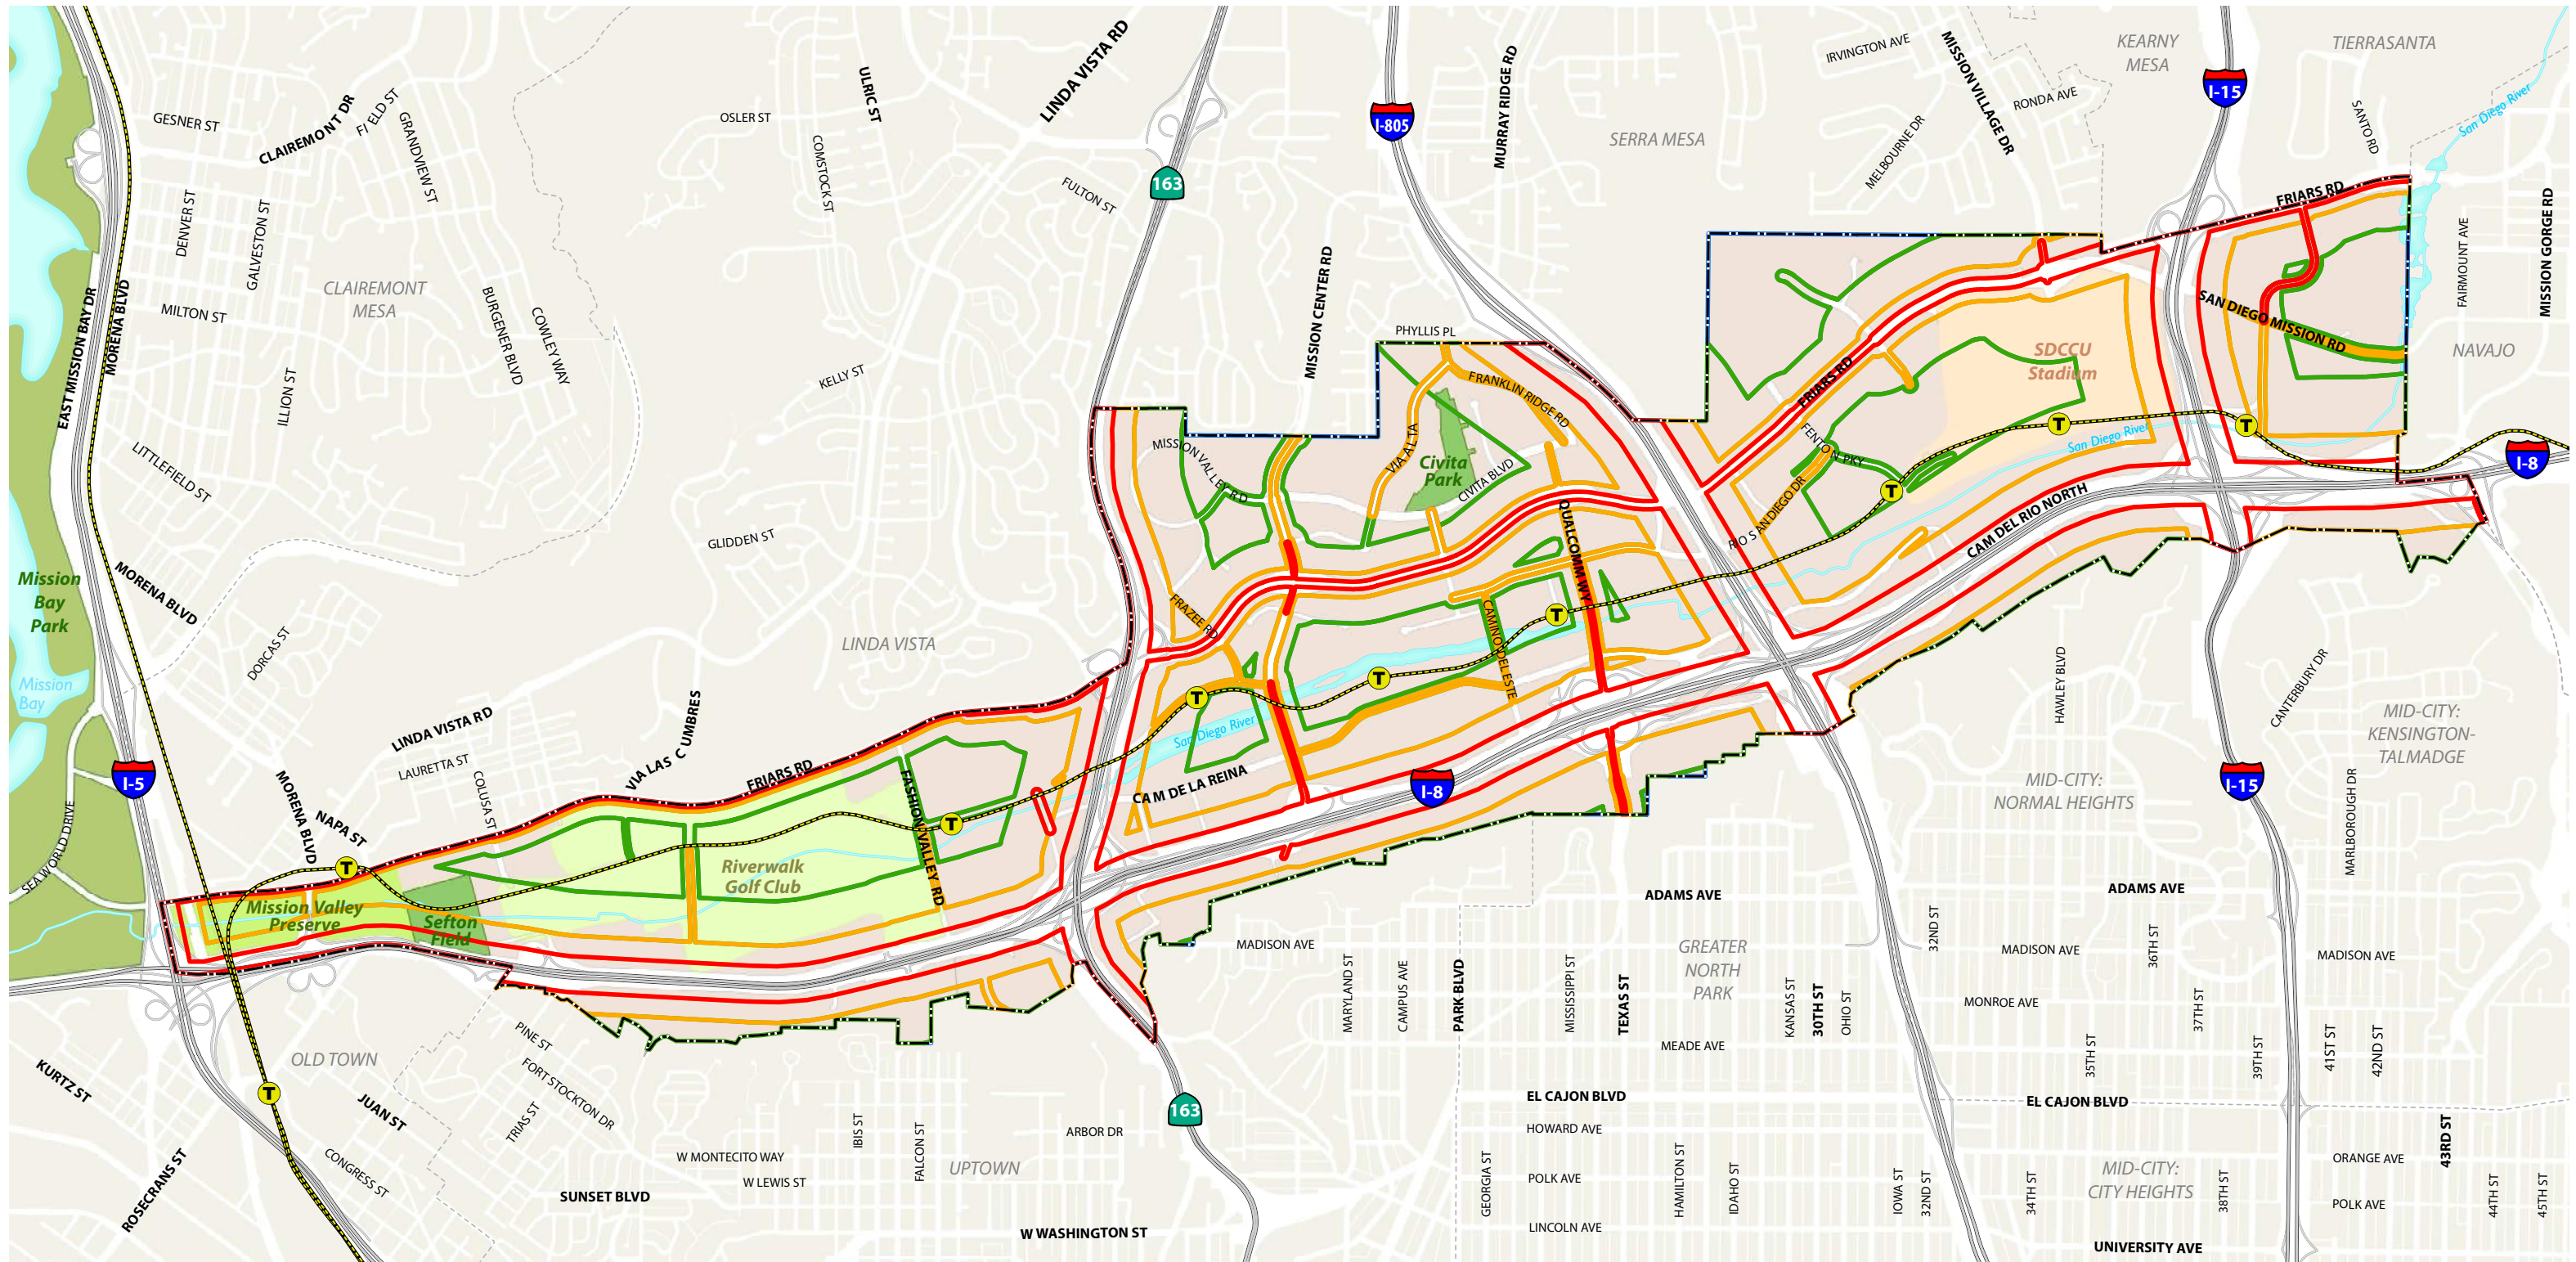 LINDA VISTA RD
IRVINGTON AVE
MISSION VILLAGE DR
KEARNY
MESA
TIERRASANTA
MURRAY RIDGE RD
ULRIC ST
I-15
San Diego River
GESNER ST
CLAIREMONT DR
FIELD ST
GRANDVIEW ST
OSLER ST
COMSTOCK ST
I-805
SERRA MESA
RONDA AVE
MELBOURNE DR
SANTO RD
163
FULTON ST
FRIARS RD
MISSION GORGE RD
FAIRMOUNT AVE
DENVER ST
GALVESTON ST
CLAIREMONT
MESA
MILTON ST
BURGENER BLVD
COWLEY WAY
EAST MISSION BAY DR
MORENA BLVD
MISSION CENTER RD
PHYLLIS PL
SAN DIEGO MISSION RD
NAVAJO
SDCCU
Stadium
KELLY ST
ILLION ST
FRANKLIN RIDGE RD
FRIARS RD
VIA ALTA
MISSION VALLEY RD
Civita
Park
CIVITA BLVD
FENTON PKY
T
T
San Diego River
I-8
LITTLEFIELD ST
T
RIO SAN DIEGO DR
CAM DEL RIO NORTH
QUALCOMM WY
GLIDDEN ST
Mission
Bay
Park
MORENA BLVD
FRAZEE RD
CAMINO DEL ESTE
T
DORCAS ST
LINDA VISTA
Mission
Bay
T
T
San Diego River
HAWLEY BLVD
CANTERBURY DR
MID-CITY:
KENSINGTON-
TALMADGE
LINDA VISTA RD
VIA LAS CUMBRES
LAURETTA ST
COLUSA ST
FRIARS RD
FASHION VALLEY RD
CAM DE LA REINA
I-8
I-5
I-15
MID-CITY:
NORMAL HEIGHTS
MARLBOROUGH DR
MORENA BLVD
NAPA ST
SEA WORLD DRIVE
T
T
Riverwalk
Golf Club
Mission Valley
Preserve
Sefton
Field
ADAMS AVE
ADAMS AVE
MADISON AVE
MADISON AVE
MADISON AVE
GREATER
NORTH
PARK
32ND ST
36TH ST
MARYLAND ST
CAMPUS AVE
PARK BLVD
MISSISSIPPI ST
TEXAS ST
KANSAS ST
30TH ST
OHIO ST
MONROE AVE
37TH ST
MEADE AVE
35TH ST
39TH ST
41ST ST
42ND ST
PINE ST
OLD TOWN
FORT STOCKTON DR
KURTZ ST
T
JUAN ST
TRIAS ST
IBIS ST
FALCON ST
ARBOR DR
163
EL CAJON BLVD
EL CAJON BLVD
HOWARD AVE
43RD ST
W MONTECITO WAY
W LEWIS ST
UPTOWN
CONGRESS ST
ROSECRANS ST
SUNSET BLVD
GEORGIA ST
POLK AVE
HAMILTON ST
IDAHO ST
IOWA ST
32ND ST
34TH ST
MID-CITY:
CITY HEIGHTS
38TH ST
ORANGE AVE
POLK AVE
44TH ST
45TH ST
W WASHINGTON ST
LINCOLN AVE
UNIVERSITY AVE